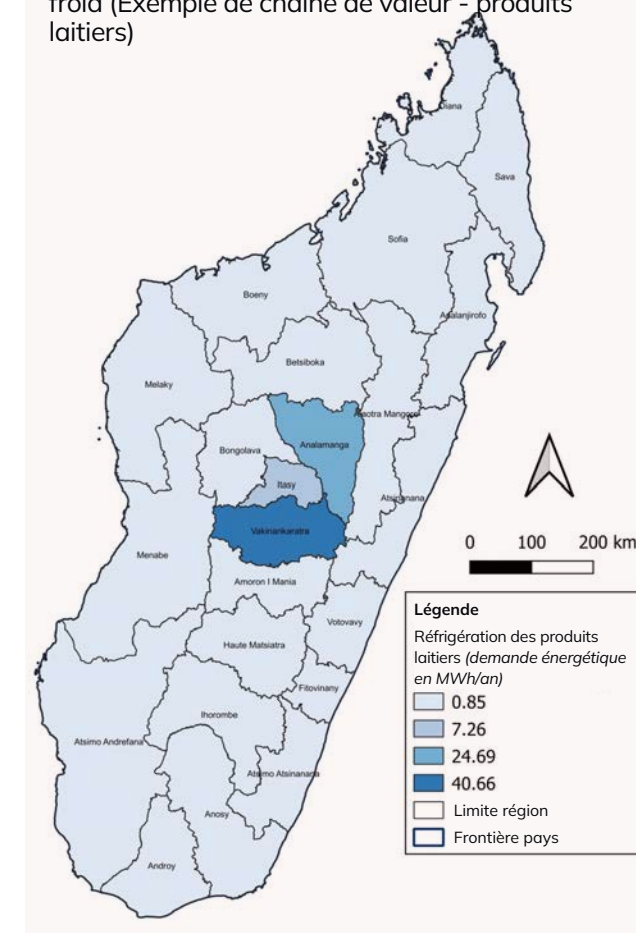 froid (Exemple de chaîne de valeur - produits
laitiers)
Diana
Sava
Sofia
Boeny
Analanjirofo
Betsiboka
Melaky
Alaotra Mangoro
Bongolava
Analamanga
Itasy
Atsinanana
Vakinankaratra
Menabe
Amoron I Mania
Votovavy
Haute Matsiatra
Fitovinany
Ihorombe
Atsimo Andrefana
Atsimo Atsinanana
Anosy
Androy
0 100 200 km
Légende
Réfrigération des produits
laitiers (demande énergétique
en MWh/an)
0.85
7.26
24.69
40.66
Limite région
Frontière pays